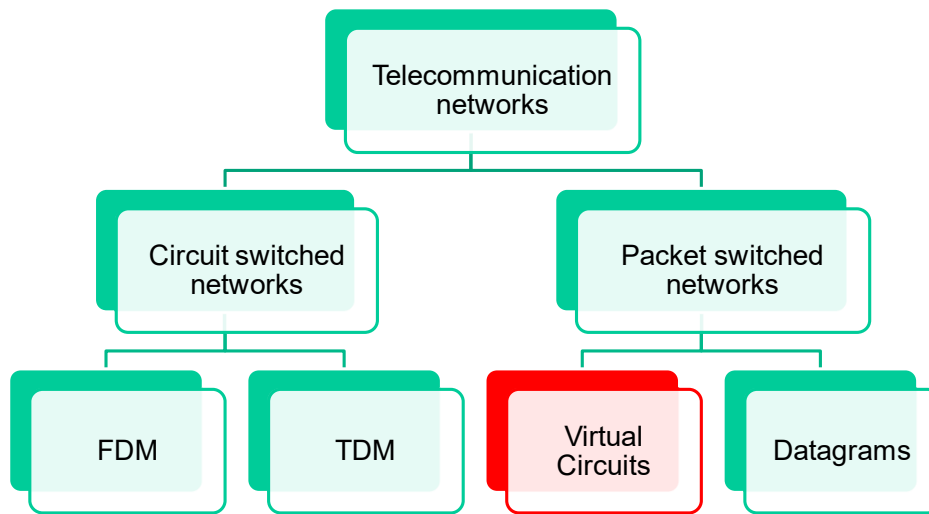 Telecommunication
networks
Circuit switched
networks
Packet switched
networks
FDM
TDM
Virtual
Circuits
Datagrams